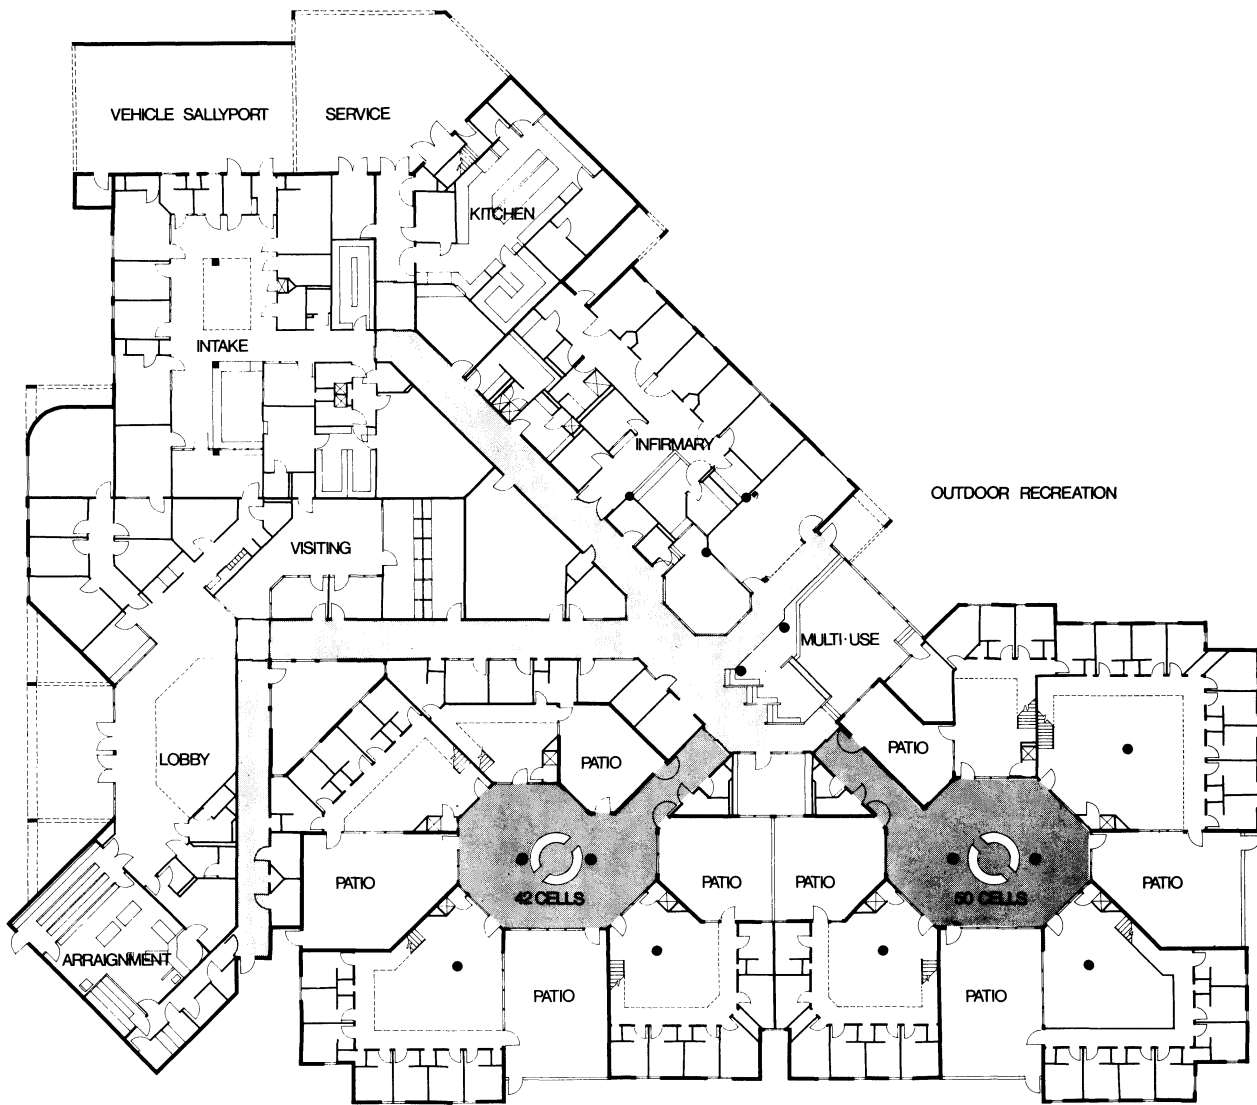 VEHICLE SALLYPORT
SERVICE
KITCHEN
INTAKE
INFIRMARY
OUTDOOR RECREATION
VISITING
MULTI·USE
LOBBY
PATIO
PATIO
PATIO
PATIO
PATIO
PATIO
42 CELLS
50 CELLS
ARRAIGNMENT
PATIO
PATIO